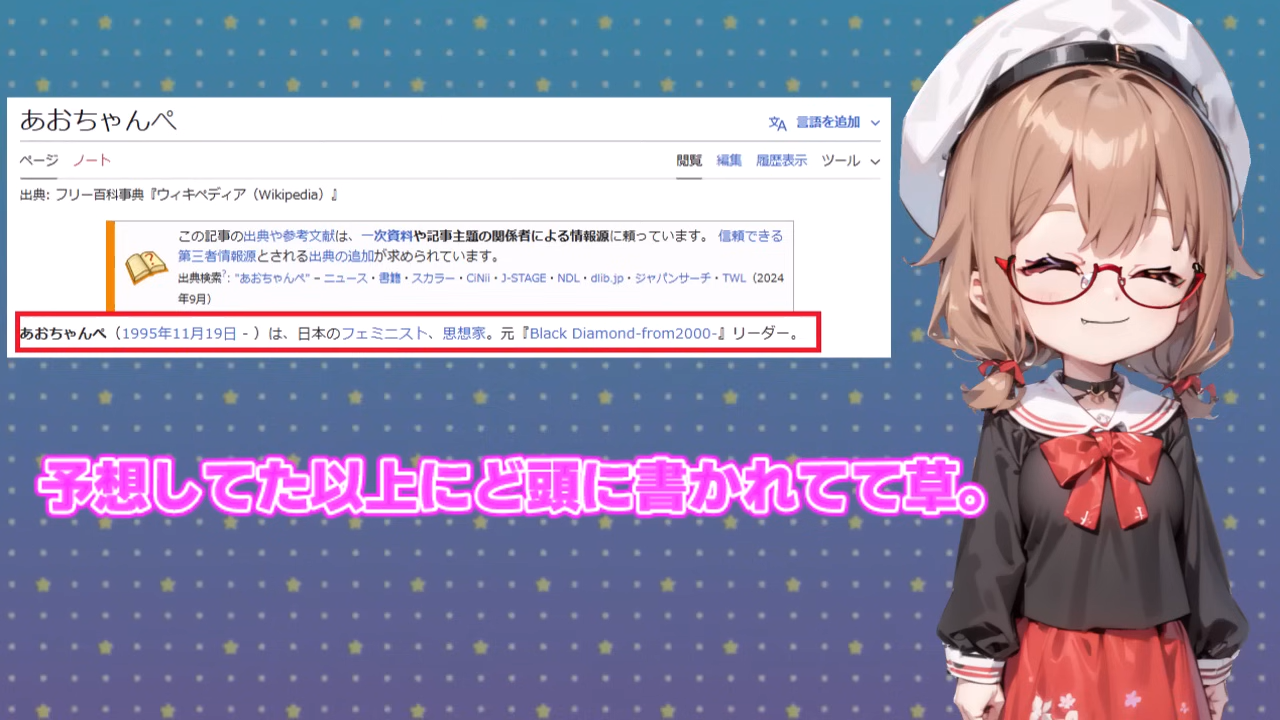 あおちゃんぺ
言語を追加
ページ ノート
閲覧 編集 履歴表示 ツール
出典: フリー百科事典『ウィキペディア（Wikipedia）』
この記事の出典や参考文献は、一次資料や記事主題の関係者による情報源に頼っています。 信頼できる
第三者情報源とされる出典の追加が求められています。
出典検索?: "あおちゃんぺ" – ニュース・書籍・スカラー・CiNii・J-STAGE・NDL・dlib.jp・ジャパンサーチ・TWL（2024
年9月）
あおちゃんぺ（1995年11月19日 - ）は、日本のフェミニスト、思想家。元『Black Diamond-from2000-』リーダー。
予想してた以上にど頭に書かれてて草。